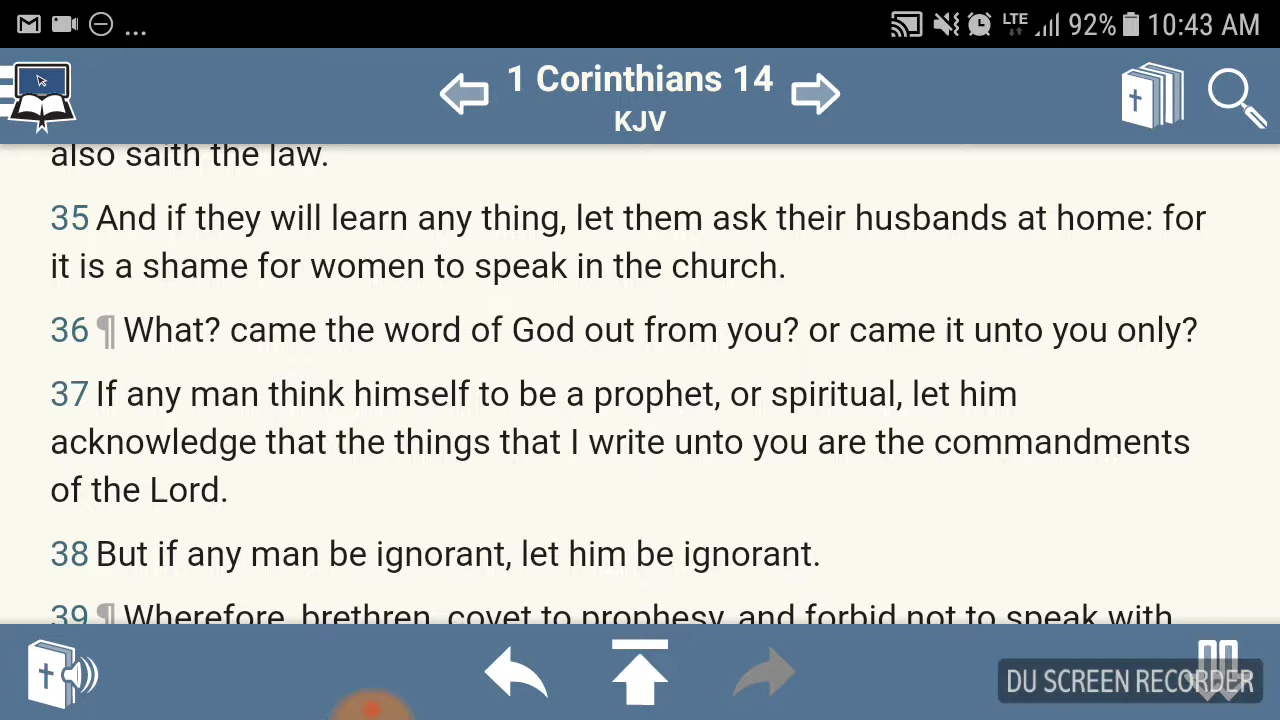 ... LTE 92% 10:43 AM
1 Corinthians 14
KJV
also saith the law.
35 And if they will learn any thing, let them ask their husbands at home: for
it is a shame for women to speak in the church.
36 ¶ What? came the word of God out from you? or came it unto you only?
37 If any man think himself to be a prophet, or spiritual, let him
acknowledge that the things that I write unto you are the commandments
of the Lord.
38 But if any man be ignorant, let him be ignorant.
39 ¶ Wherefore, brethren, covet to prophesy, and forbid not to speak with
DU SCREEN RECORDER